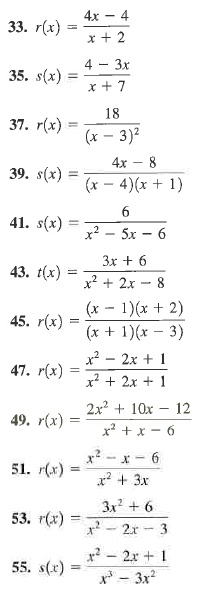 33. r(x) = (4x − 4)/(x + 2)
35. s(x) = (4 − 3x)/(x + 7)
37. r(x) = 18/(x − 3)²
39. s(x) = (4x − 8)/((x − 4)(x + 1))
41. s(x) = 6/(x² − 5x − 6)
43. t(x) = (3x + 6)/(x² + 2x − 8)
45. r(x) = ((x − 1)(x + 2))/((x + 1)(x − 3))
47. r(x) = (x² − 2x + 1)/(x² + 2x + 1)
49. r(x) = (2x² + 10x − 12)/(x² + x − 6)
51. r(x) = (x² − x − 6)/(x² + 3x)
53. r(x) = (3x² + 6)/(x² − 2x − 3)
55. s(x) = (x² − 2x + 1)/(x³ − 3x²)